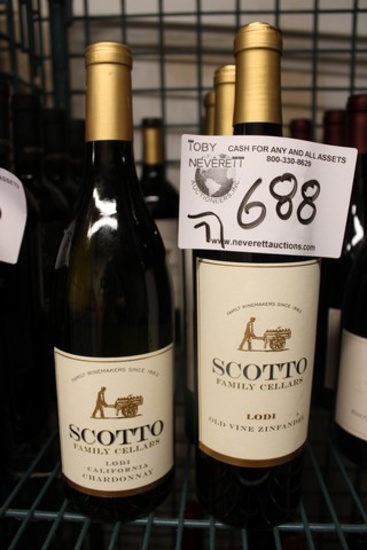 TOBY
NEVERETT
AUCTIONEERS, INC
CASH FOR ANY AND ALL ASSETS
800-330-8629
688
www.neverettauctions.com
FAMILY WINEMAKERS SINCE 1883
SCOTTO
FAMILY CELLARS
LODI
CALIFORNIA
CHARDONNAY
FAMILY WINEMAKERS SINCE 1883
SCOTTO
FAMILY CELLARS
LODI
OLD VINE ZINFANDEL